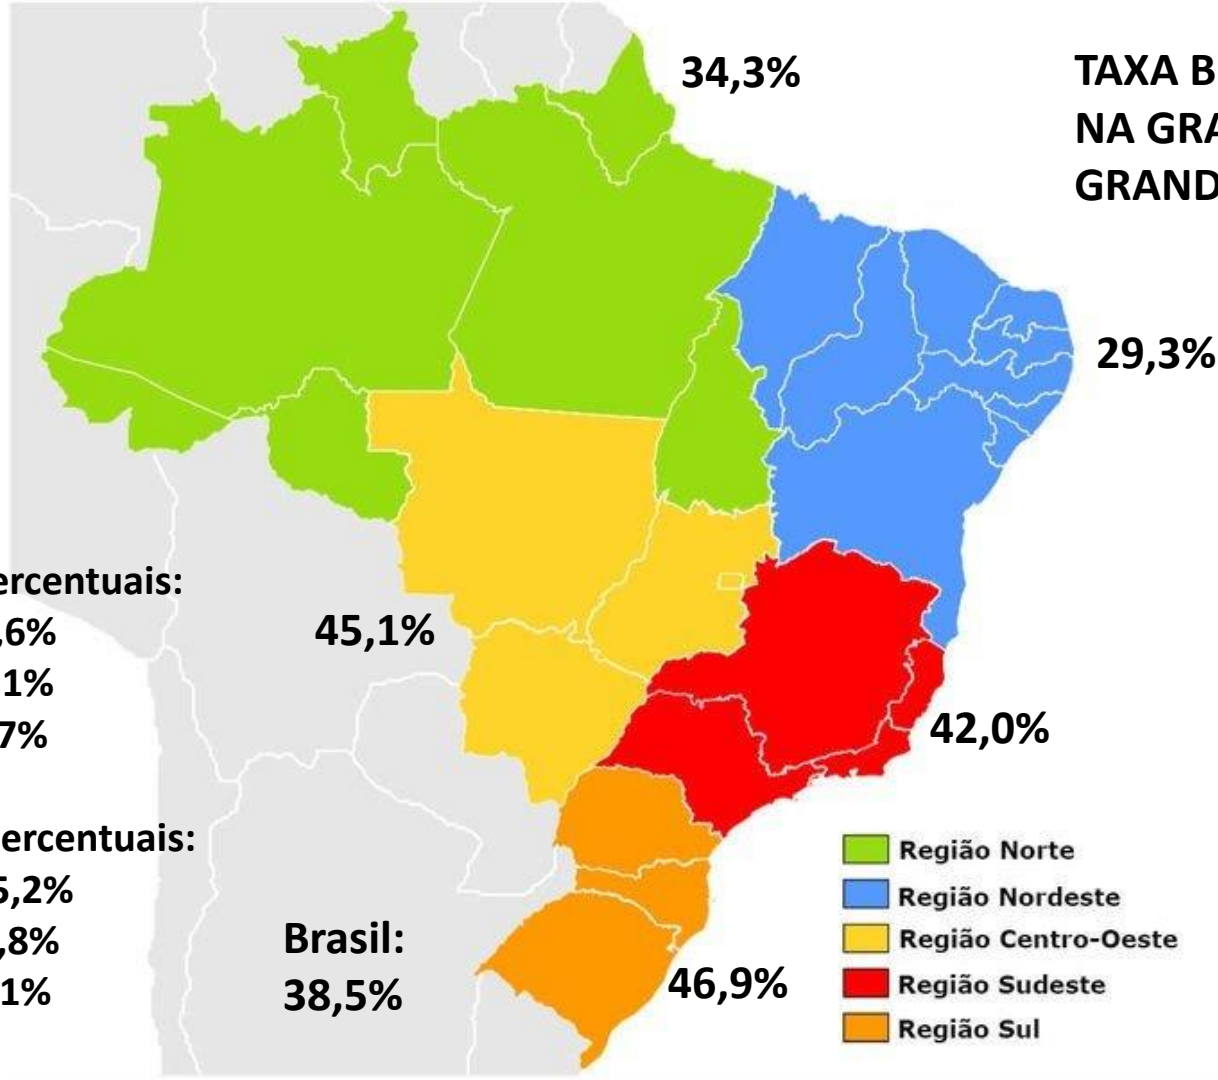 34,3%
TAXA B
NA GRA
GRAND
29,3%
ercentuais:
,6%
1%
7%
45,1%
42,0%
ercentuais:
5,2%
,8%
1%
Brasil:
38,5%
46,9%
Região Norte
Região Nordeste
Região Centro-Oeste
Região Sudeste
Região Sul